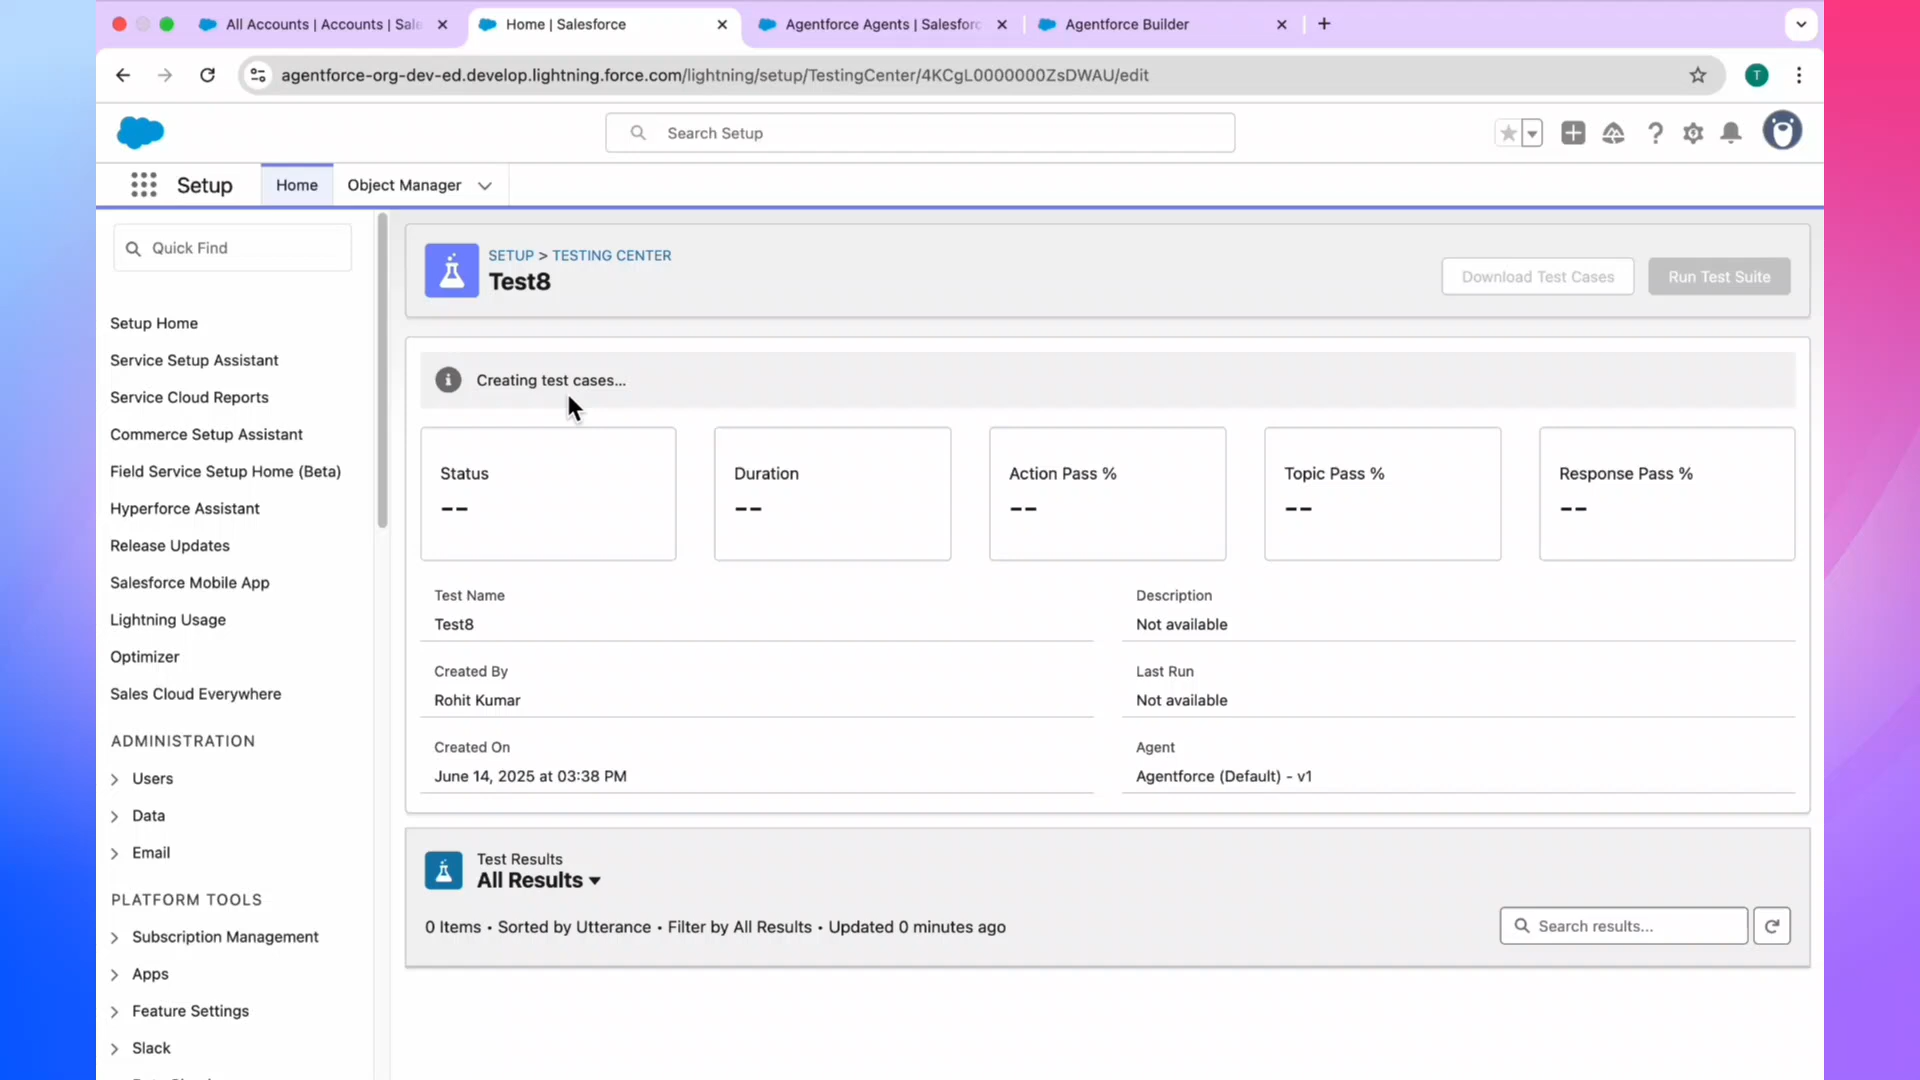 All Accounts | Accounts | Sale
Home | Salesforce
Agentforce Agents | Salesforc
Agentforce Builder
agentforce-org-dev-ed.develop.lightning.force.com/lightning/setup/TestingCenter/4KCgL0000000ZsDWAU/edit
T
Search Setup
Setup
Home
Object Manager
Quick Find
Setup Home
Service Setup Assistant
Service Cloud Reports
Commerce Setup Assistant
Field Service Setup Home (Beta)
Hyperforce Assistant
Release Updates
Salesforce Mobile App
Lightning Usage
Optimizer
Sales Cloud Everywhere
ADMINISTRATION
Users
Data
Email
PLATFORM TOOLS
Subscription Management
Apps
Feature Settings
Slack
SETUP > TESTING CENTER
Test8
Download Test Cases
Run Test Suite
Creating test cases...
Status
--
Duration
--
Action Pass %
--
Topic Pass %
--
Response Pass %
--
Test Name
Test8
Description
Not available
Created By
Rohit Kumar
Last Run
Not available
Created On
June 14, 2025 at 03:38 PM
Agent
Agentforce (Default) - v1
Test Results
All Results
0 Items • Sorted by Utterance • Filter by All Results • Updated 0 minutes ago
Search results...